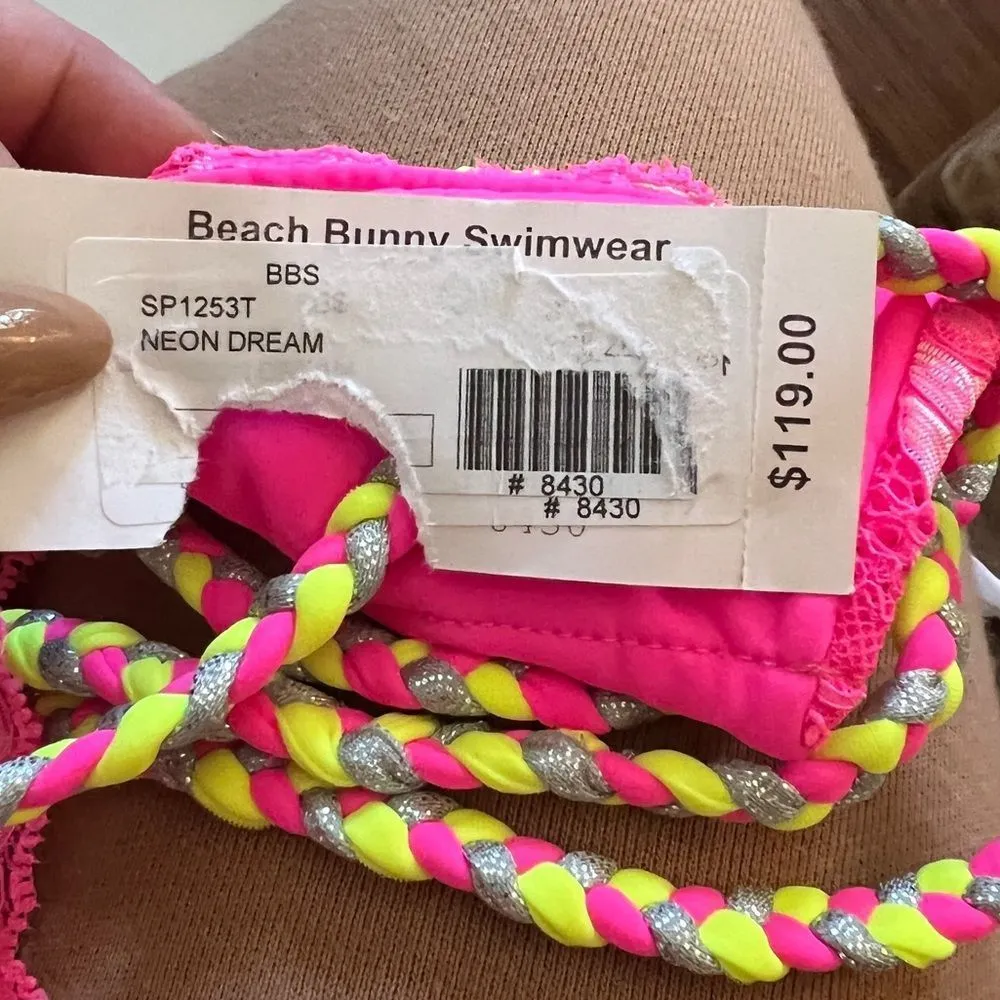 Beach Bunny Swimwear
BBS
SP1253T
NEON DREAM
# 8430
# 8430
$119.00